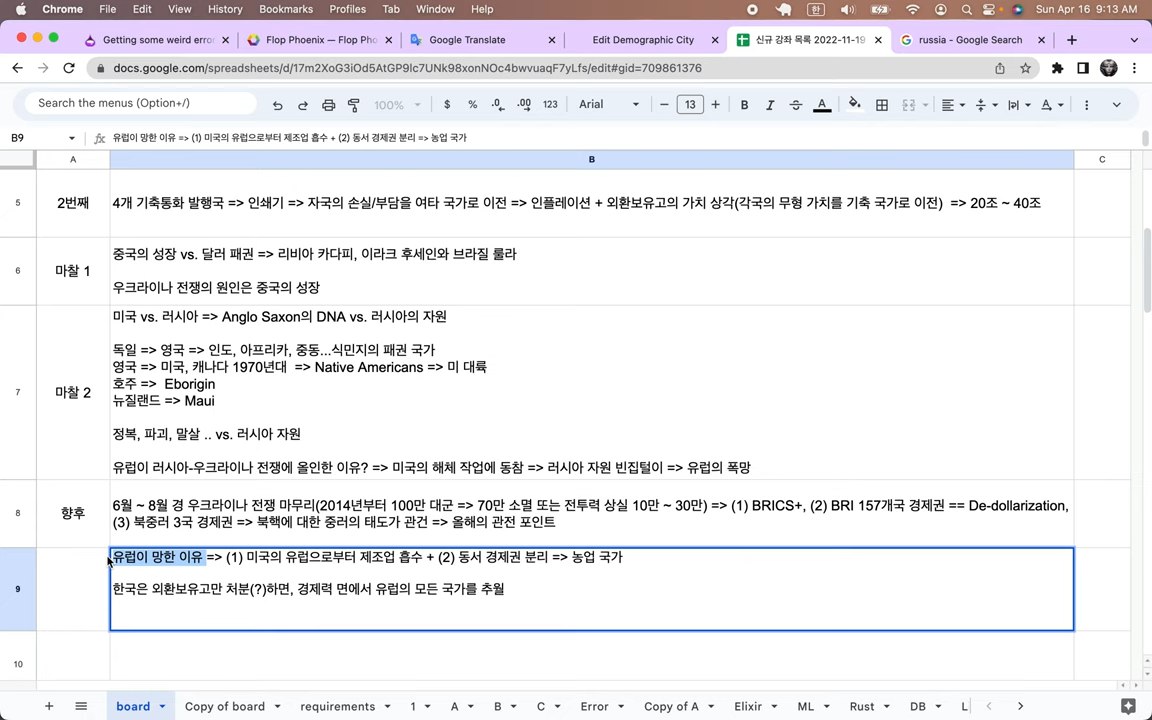 Chrome File Edit View History Bookmarks Profiles Tab Window Help 한 Sun Apr 16 9:13 AM
Getting some weird erro Flop Phoenix — Flop Pho Google Translate Edit Demographic City 신규 강좌 목록 2022-11-19 russia - Google Search
docs.google.com/spreadsheets/d/17m2XoG3iOd5AtGP9lc7UNk98xonNOc4bwvuaqF7yLfs/edit#gid=709861376
Search the menus (Option+/) 100% $ % .0 .00 123 Arial 13 B I S A
B9 fx 유럽이 망한 이유 => (1) 미국의 유럽으로부터 제조업 흡수 + (2) 동서 경제권 분리 => 농업 국가
A B C
5 2번째 4개 기축통화 발행국 => 인쇄기 => 자국의 손실/부담을 여타 국가로 이전 => 인플레이션 + 외환보유고의 가치 상각(각국의 무형 가치를 기축 국가로 이전) => 20조 ~ 40조
중국의 성장 vs. 달러 패권 => 리비아 카다피, 이라크 후세인와 브라질 룰라
6 마찰 1
우크라이나 전쟁의 원인은 중국의 성장
미국 vs. 러시아 => Anglo Saxon의 DNA vs. 러시아의 자원
독일 => 영국 => 인도, 아프리카, 중동...식민지의 패권 국가
영국 => 미국, 캐나다 1970년대 => Native Americans => 미 대륙
호주 => Eborigin
7 마찰 2
뉴질랜드 => Maui
정복, 파괴, 말살 .. vs. 러시아 자원
유럽이 러시아-우크라이나 전쟁에 올인한 이유? => 미국의 해체 작업에 동참 => 러시아 자원 빈집털이 => 유럽의 폭망
6월 ~ 8월 경 우크라이나 전쟁 마무리(2014년부터 100만 대군 => 70만 소멸 또는 전투력 상실 10만 ~ 30만) => (1) BRICS+, (2) BRI 157개국 경제권 == De-dollarization,
8 향후
(3) 북중러 3국 경제권 => 북핵에 대한 중러의 태도가 관건 => 올해의 관전 포인트
유럽이 망한 이유 => (1) 미국의 유럽으로부터 제조업 흡수 + (2) 동서 경제권 분리 => 농업 국가
9 한국은 외환보유고만 처분(?)하면, 경제력 면에서 유럽의 모든 국가를 추월
10
board Copy of board requirements 1 A B C Error Copy of A Elixir ML Rust DB L